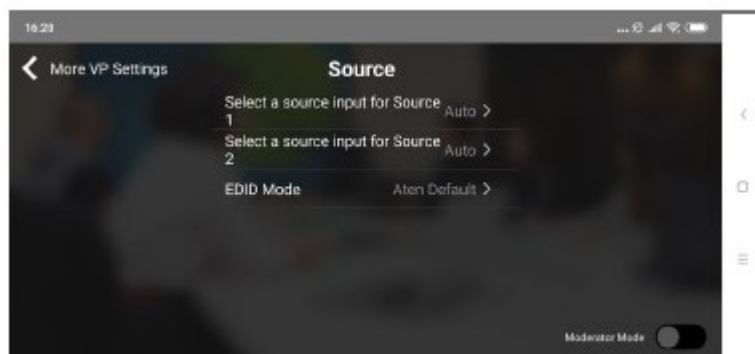 16:20
...
More VP Settings
Source
Select a source input for Source
1
Auto
Select a source input for Source
2
Auto
EDID Mode
Aten Default
Moderator Mode